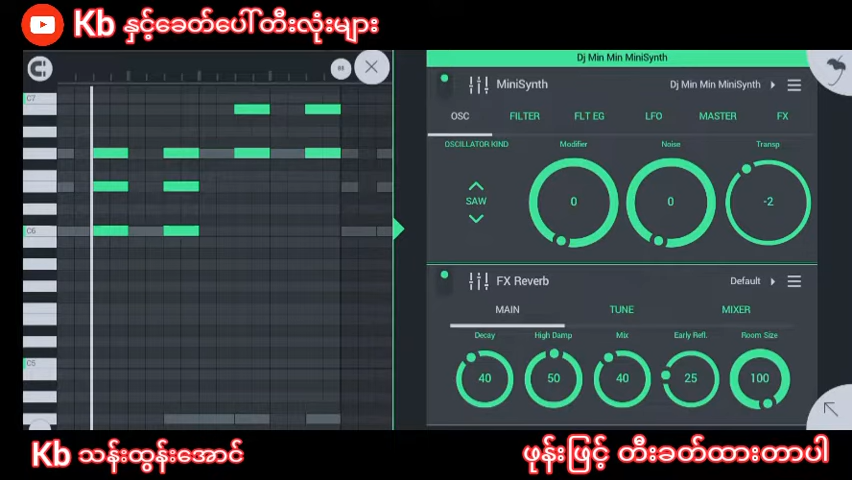 Kb နှင့်ခေတ်ပေါ်တီးလုံးများ
Dj Min Min MiniSynth
MiniSynth
Dj Min Min MiniSynth
OSC FILTER FLT EG LFO MASTER FX
OSCILLATOR KIND Modifier Noise Transp
SAW 0 0 -2
FX Reverb
Default
MAIN TUNE MIXER
Decay High Damp Mix Early Refl. Room Size
40 50 40 25 100
C7
C6
C5
Kb သန်းထွန်းအောင်
ဖုန်းဖြင့် တီးခတ်ထားတာပါ